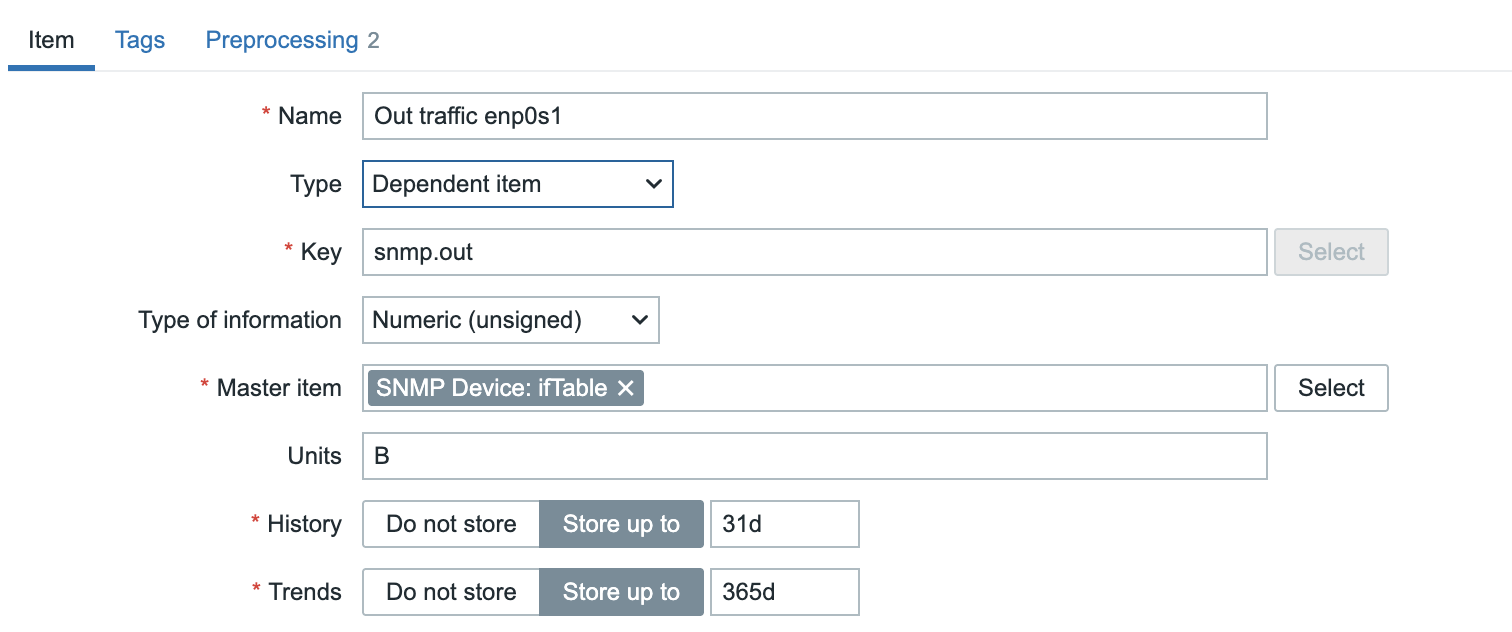 Item Tags Preprocessing 2
* Name Out traffic enp0s1
Type Dependent item
* Key snmp.out Select
Type of information Numeric (unsigned)
* Master item SNMP Device: ifTable × Select
Units B
* History Do not store Store up to 31d
* Trends Do not store Store up to 365d